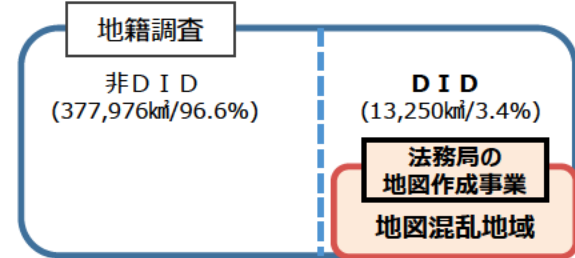 地籍調査
非ＤＩＤ
(377,976㎢/96.6%)
ＤＩＤ
(13,250㎢/3.4%)
法務局の
地図作成事業
地図混乱地域